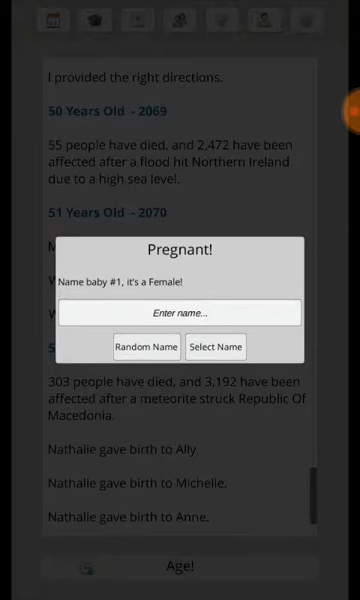 I provided the right directions.
50 Years Old - 2069
55 people have died, and 2,472 have been
affected after a flood hit Northern Ireland
due to a high sea level.
51 Years Old - 2070
Pregnant!
Name baby #1, it's a Female!
Enter name...
Random Name
Select Name
303 people have died, and 3,192 have been
affected after a meteorite struck Republic Of
Macedonia.
Nathalie gave birth to Ally.
Nathalie gave birth to Michelle.
Nathalie gave birth to Anne.
Age!